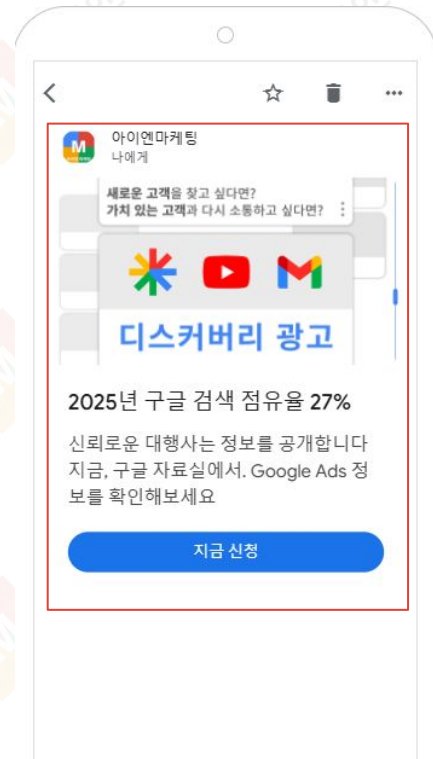 아이엔마케팅
나에게
새로운 고객을 찾고 싶다면?
가치 있는 고객과 다시 소통하고 싶다면?
디스커버리 광고
2025년 구글 검색 점유율 27%
신뢰로운 대행사는 정보를 공개합니다
지금, 구글 자료실에서. Google Ads 정
보를 확인해보세요
지금 신청